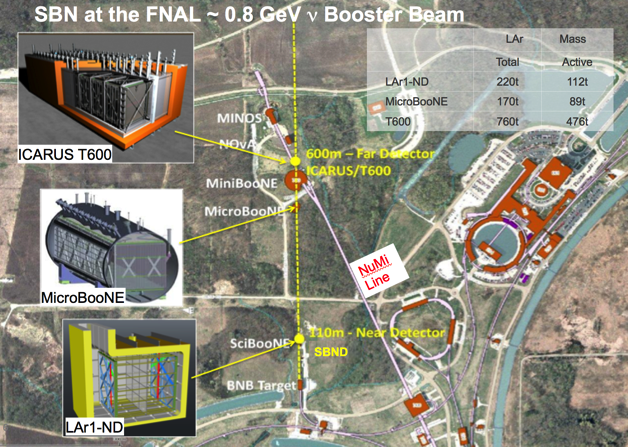 SBN at the FNAL ~ 0.8 GeV ν Booster Beam
LAr Mass
Total Active
LAr1-ND 220t 112t
MicroBooNE 170t 89t
T600 760t 476t
ICARUS T600
MINOS
NOvA
600m – Far Detector
ICARUS/T600
MiniBooNE
MicroBooNE
MicroBooNE
NuMi
Line
SciBooNE
110m - Near Detector
SBND
BNB Target
LAr1-ND